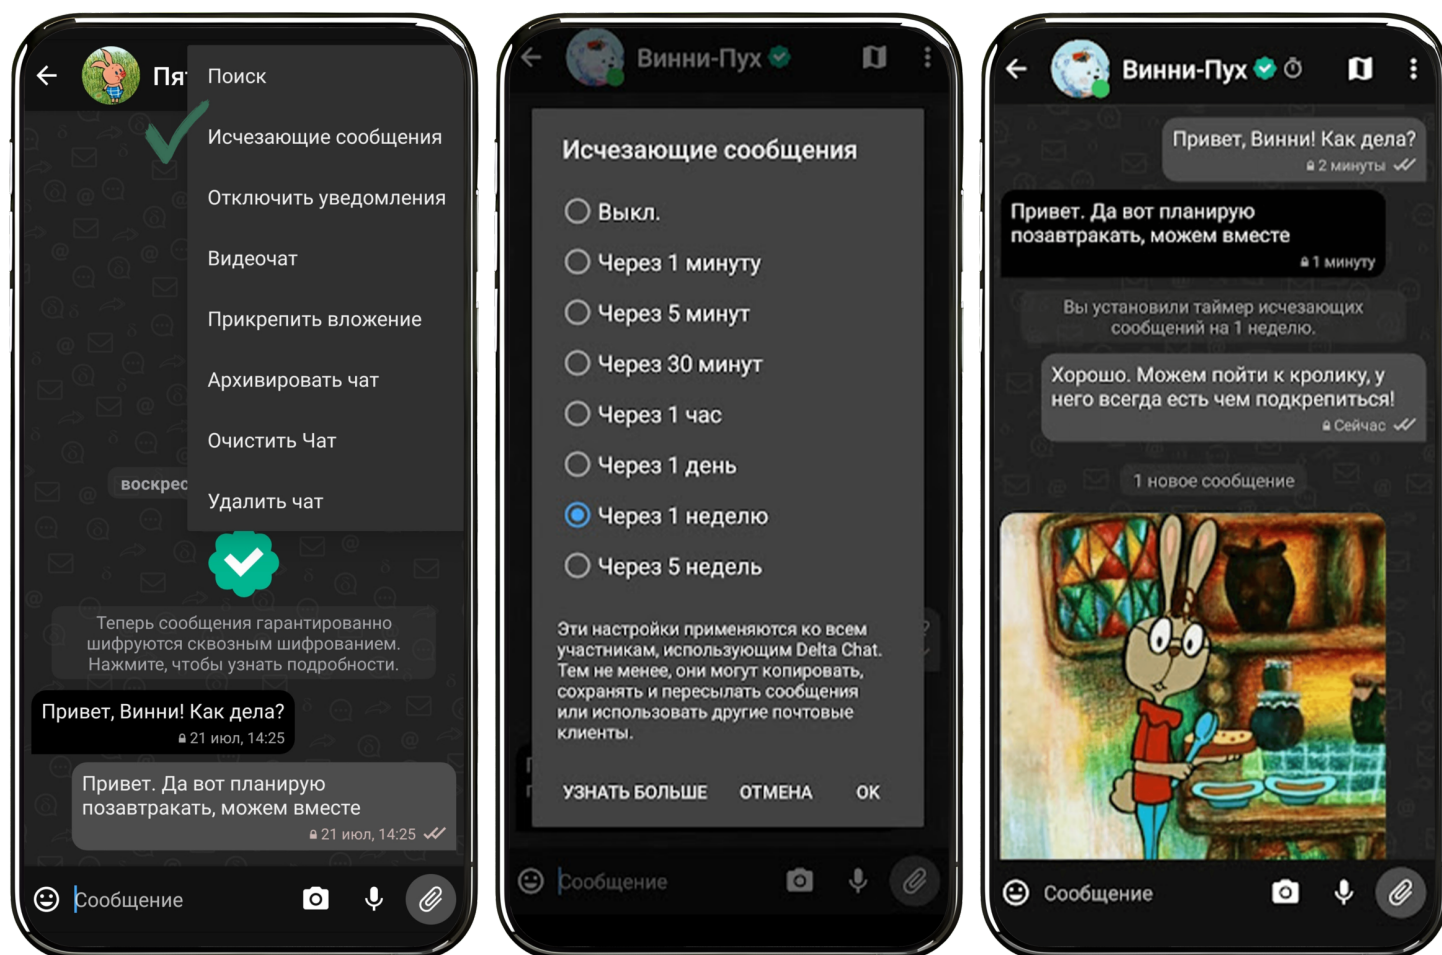 Поиск
Исчезающие сообщения
Отключить уведомления
Видеочат
Прикрепить вложение
Архивировать чат
Очистить Чат
Удалить чат
Теперь сообщения гарантированно
шифруются сквозным шифрованием.
Нажмите, чтобы узнать подробности.
Привет, Винни! Как дела?
21 июл, 14:25
Привет. Да вот планирую
позавтракать, можем вместе
21 июл, 14:25
Сообщение
Винни-Пух
Исчезающие сообщения
Выкл.
Через 1 минуту
Через 5 минут
Через 30 минут
Через 1 час
Через 1 день
Через 1 неделю
Через 5 недель
Эти настройки применяются ко всем
участникам, использующим Delta Chat.
Тем не менее, они могут копировать,
сохранять и пересылать сообщения
или использовать другие почтовые
клиенты.
УЗНАТЬ БОЛЬШЕ ОТМЕНА OK
Сообщение
Винни-Пух
Привет, Винни! Как дела?
2 минуты
Привет. Да вот планирую
позавтракать, можем вместе
1 минуту
Вы установили таймер исчезающих
сообщений на 1 неделю.
Хорошо. Можем пойти к кролику, у
него всегда есть чем подкрепиться!
Сейчас
1 новое сообщение
Сообщение